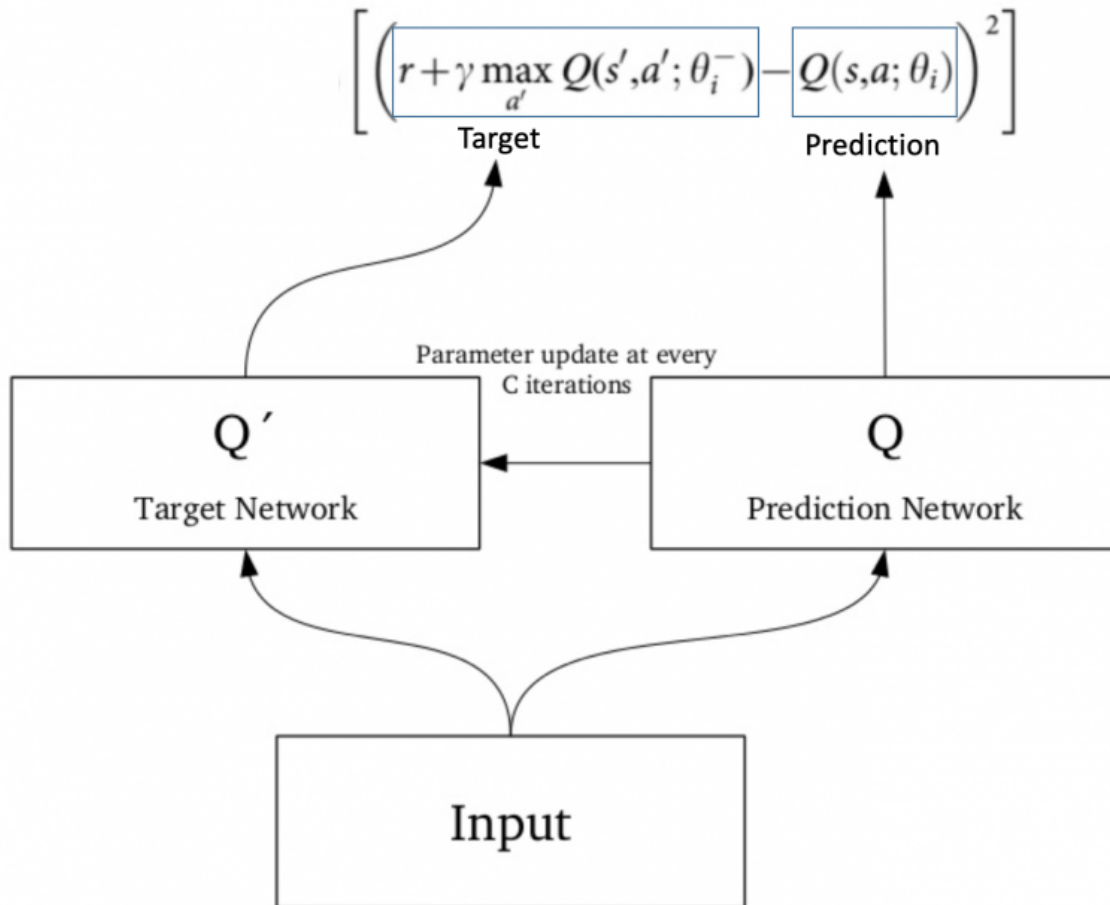 [(r + γ max_{a′} Q(s′,a′; θ_i^−) − Q(s,a; θ_i))^2]
Target Prediction
Parameter update at every
C iterations
Q´ Q
Target Network Prediction Network
Input